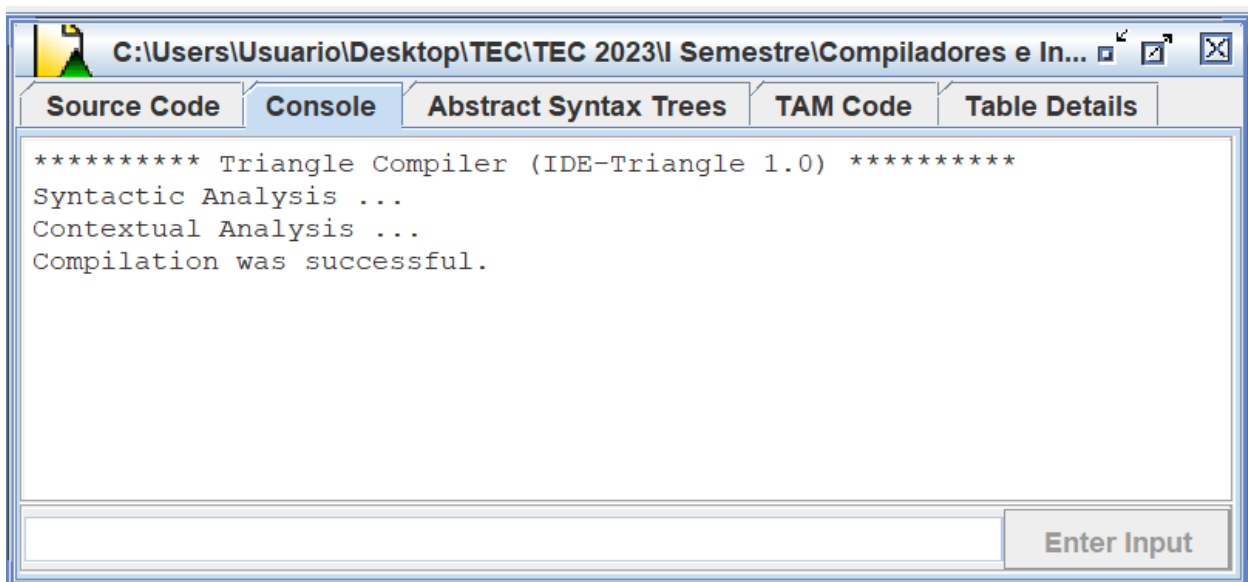 C:\Users\Usuario\Desktop\TEC\TEC 2023\I Semestre\Compiladores e In...
Source Code Console Abstract Syntax Trees TAM Code Table Details
********** Triangle Compiler (IDE-Triangle 1.0) **********
Syntactic Analysis ...
Contextual Analysis ...
Compilation was successful.
Enter Input